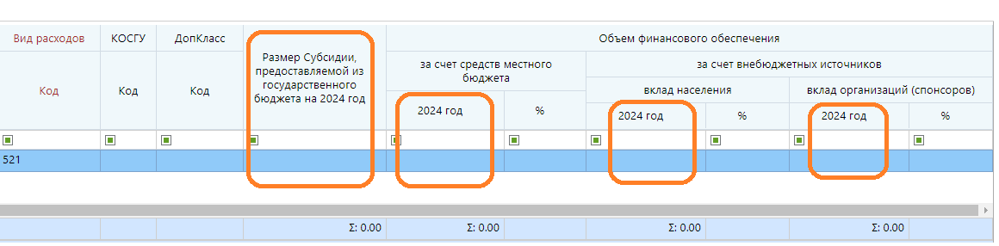 Вид расходов
КОСГУ
ДопКласс
Объем финансового обеспечения
Размер Субсидии,
предоставляемой из
государственного
бюджета на 2024 год
за счет средств местного
бюджета
за счет внебюджетных источников
Код
Код
Код
вклад населения
вклад организаций (спонсоров)
2024 год
%
2024 год
%
2024 год
%
521
Σ: 0.00
Σ: 0.00
Σ: 0.00
Σ: 0.00